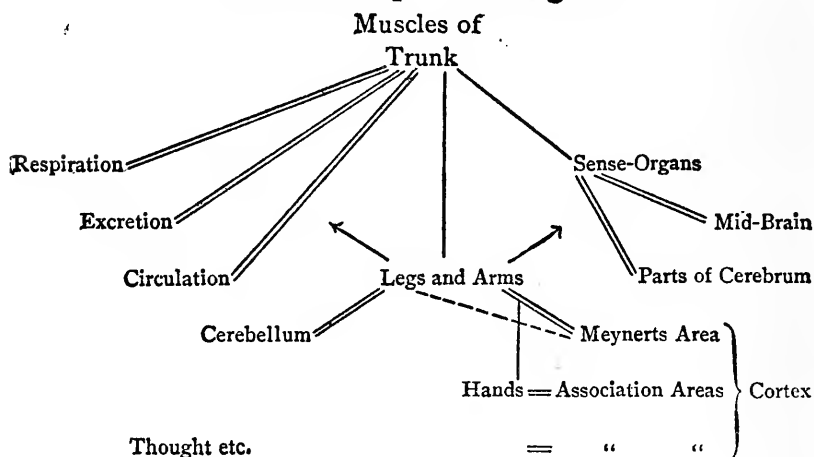 Muscles of
Trunk
Respiration
Sense-Organs
Excretion
Mid-Brain
Circulation
Legs and Arms
Parts of Cerebrum
Cerebellum
Meynerts Area
Hands = Association Areas
Cortex
Thought etc. = “ “